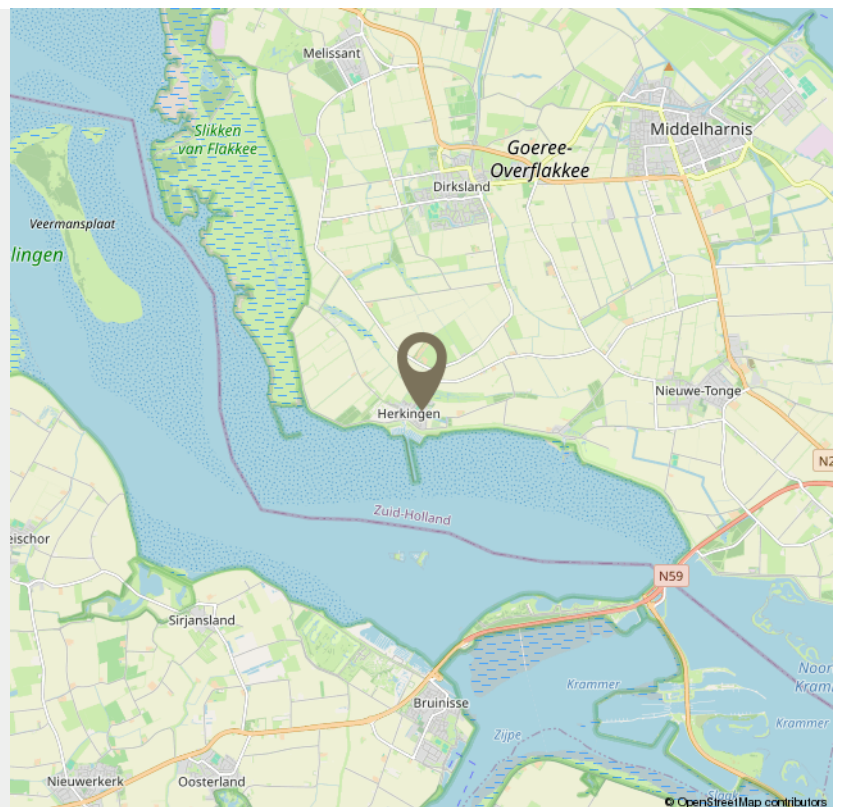 Melissant
Slikken
van Flakkee
Middelharnis
Goeree-
Overflakkee
Dirksland
Veermansplaat
lingen
Nieuwe-Tonge
Herkingen
N2
Zuid-Holland
eischor
N59
Sirjansland
Noor
Krammer
Kram
Bruinisse
Krammer
Zijpe
Nieuwerkerk
Oosterland
Slaak
© OpenStreetMap contributors